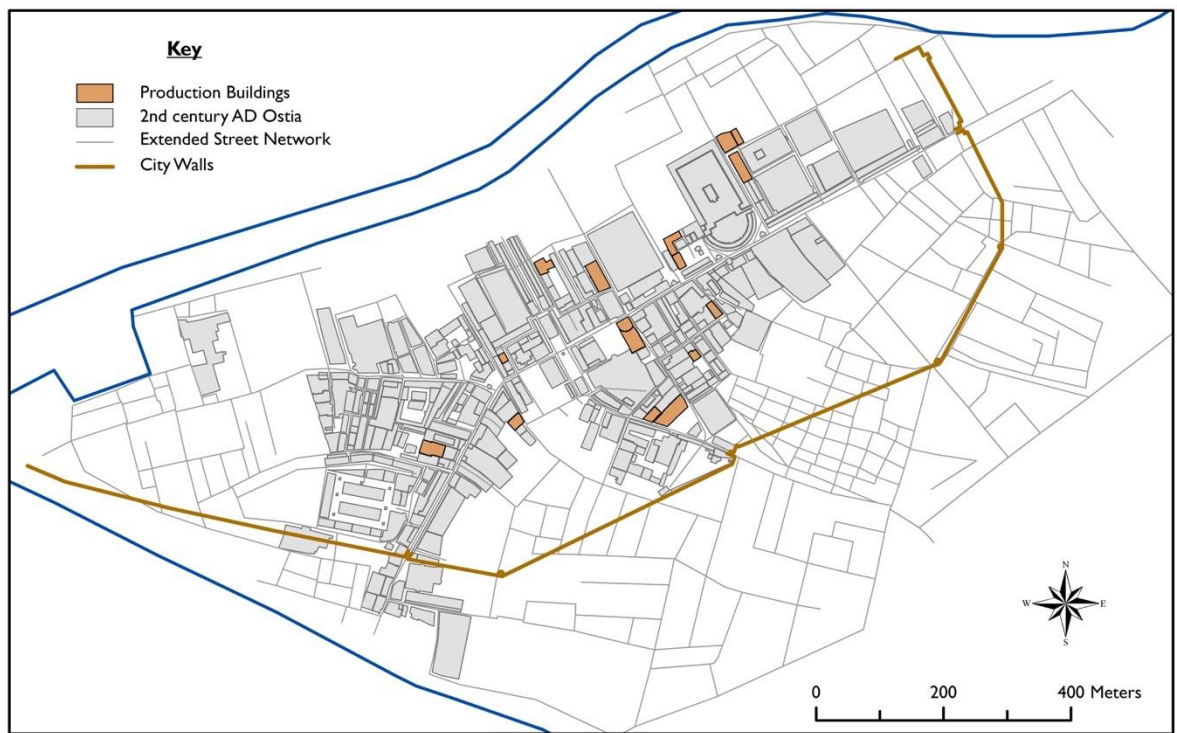 Key
Production Buildings
2nd century AD Ostia
Extended Street Network
City Walls
N
W E
S
0 200 400 Meters